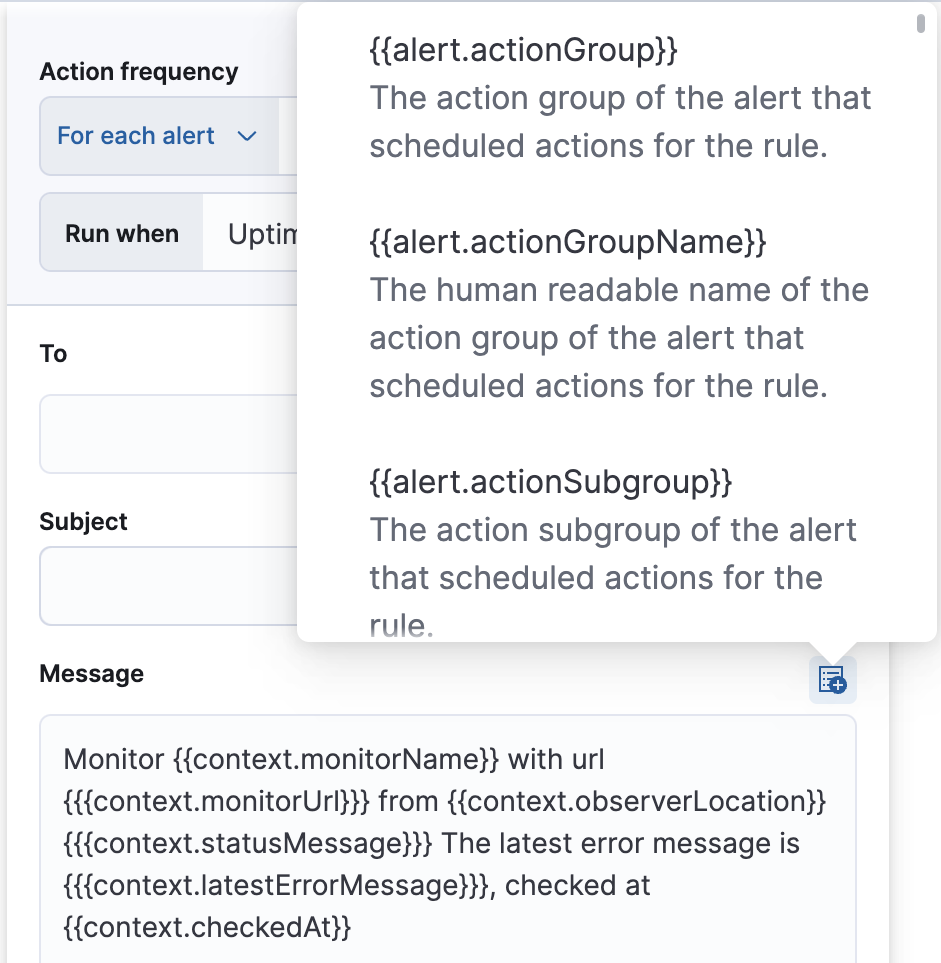 Action frequency
For each alert
Run when
To
Subject
{{alert.actionGroup}}
The action group of the alert that
scheduled actions for the rule.
{{alert.actionGroupName}}
The human readable name of the
action group of the alert that
scheduled actions for the rule.
{{alert.actionSubgroup}}
The action subgroup of the alert
that scheduled actions for the
rule.
Message
Monitor {{context.monitorName}} with url
{{{context.monitorUrl}}} from {{context.observerLocation}}
{{{context.statusMessage}}} The latest error message is
{{{context.latestErrorMessage}}}, checked at
{{context.checkedAt}}